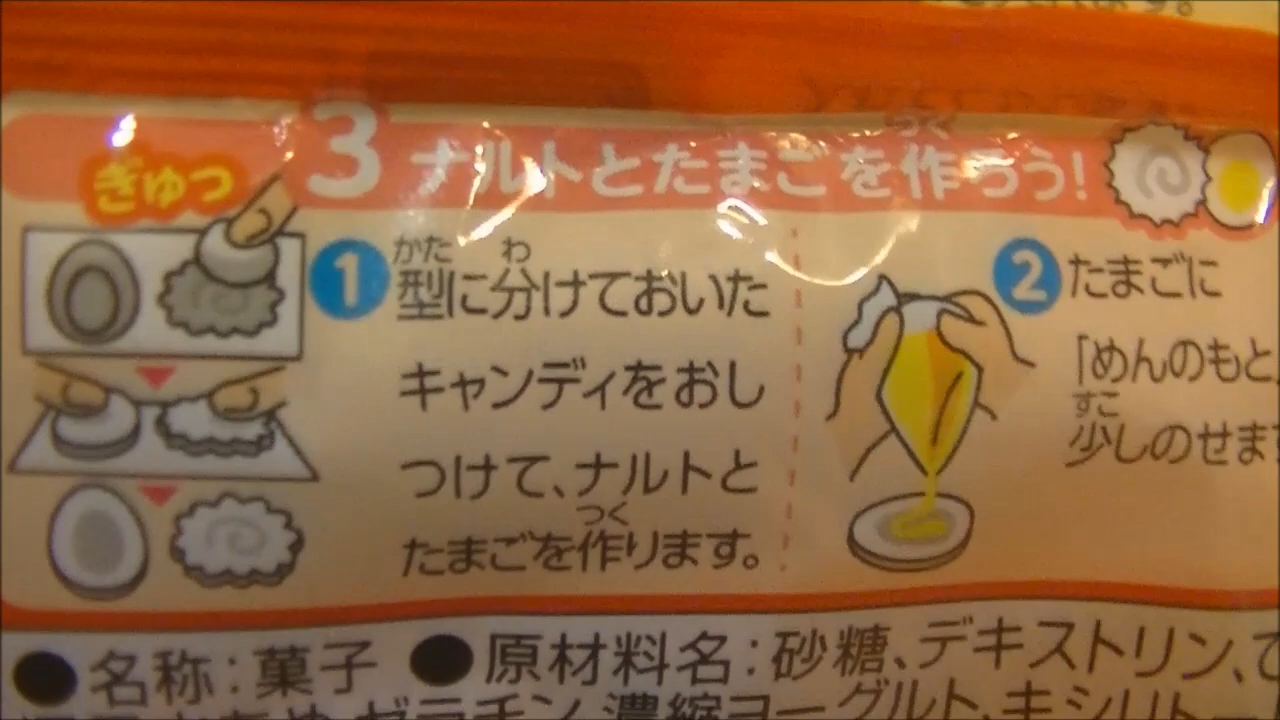 3 ナルトとたまごを作ろう!
つく
ぎゅっ
1 型に分けておいた
かた わ
キャンディをおし
つけて、ナルトと
つく
たまごを作ります。
2 たまごに
「めんのもと」
すこ
少しのせます
●名称:菓子 ●原材料名:砂糖、デキストリン、
ゼラチン、濃縮ヨーグルト、キシリト